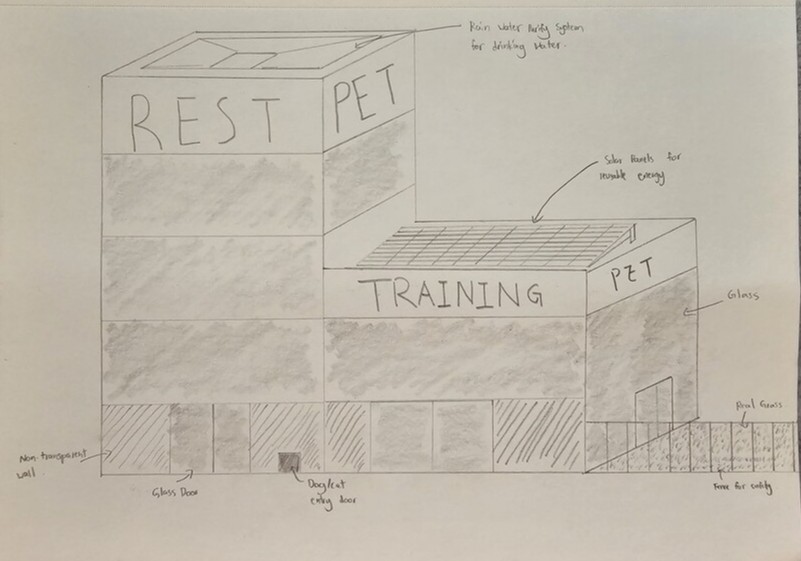 Rain Water Purify System
for drinking water.
REST
PET
Solar Panels for
reusable energy
TRAINING
PET
Glass
Real Grass
Non-transparent
wall
Glass Door
Dog/cat
entry door
Fence for safety